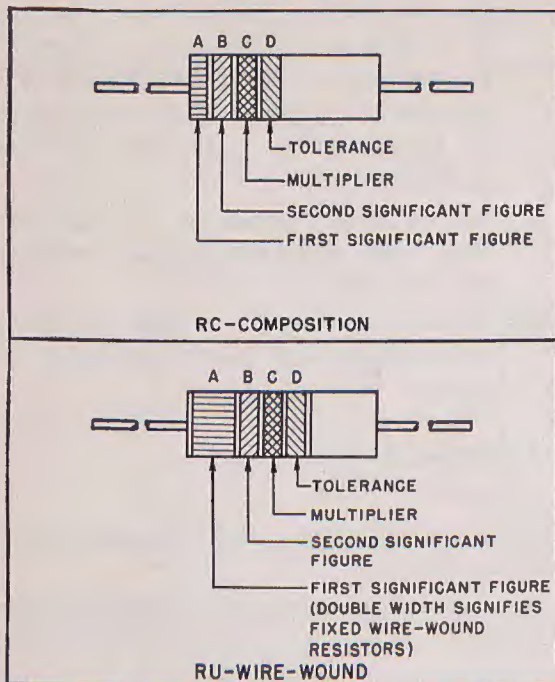 A B C D
TOLERANCE
MULTIPLIER
SECOND SIGNIFICANT FIGURE
FIRST SIGNIFICANT FIGURE
RC-COMPOSITION
A B C D
TOLERANCE
MULTIPLIER
SECOND SIGNIFICANT
FIGURE
FIRST SIGNIFICANT FIGURE
(DOUBLE WIDTH SIGNIFIES
FIXED WIRE-WOUND
RESISTORS)
RU-WIRE-WOUND